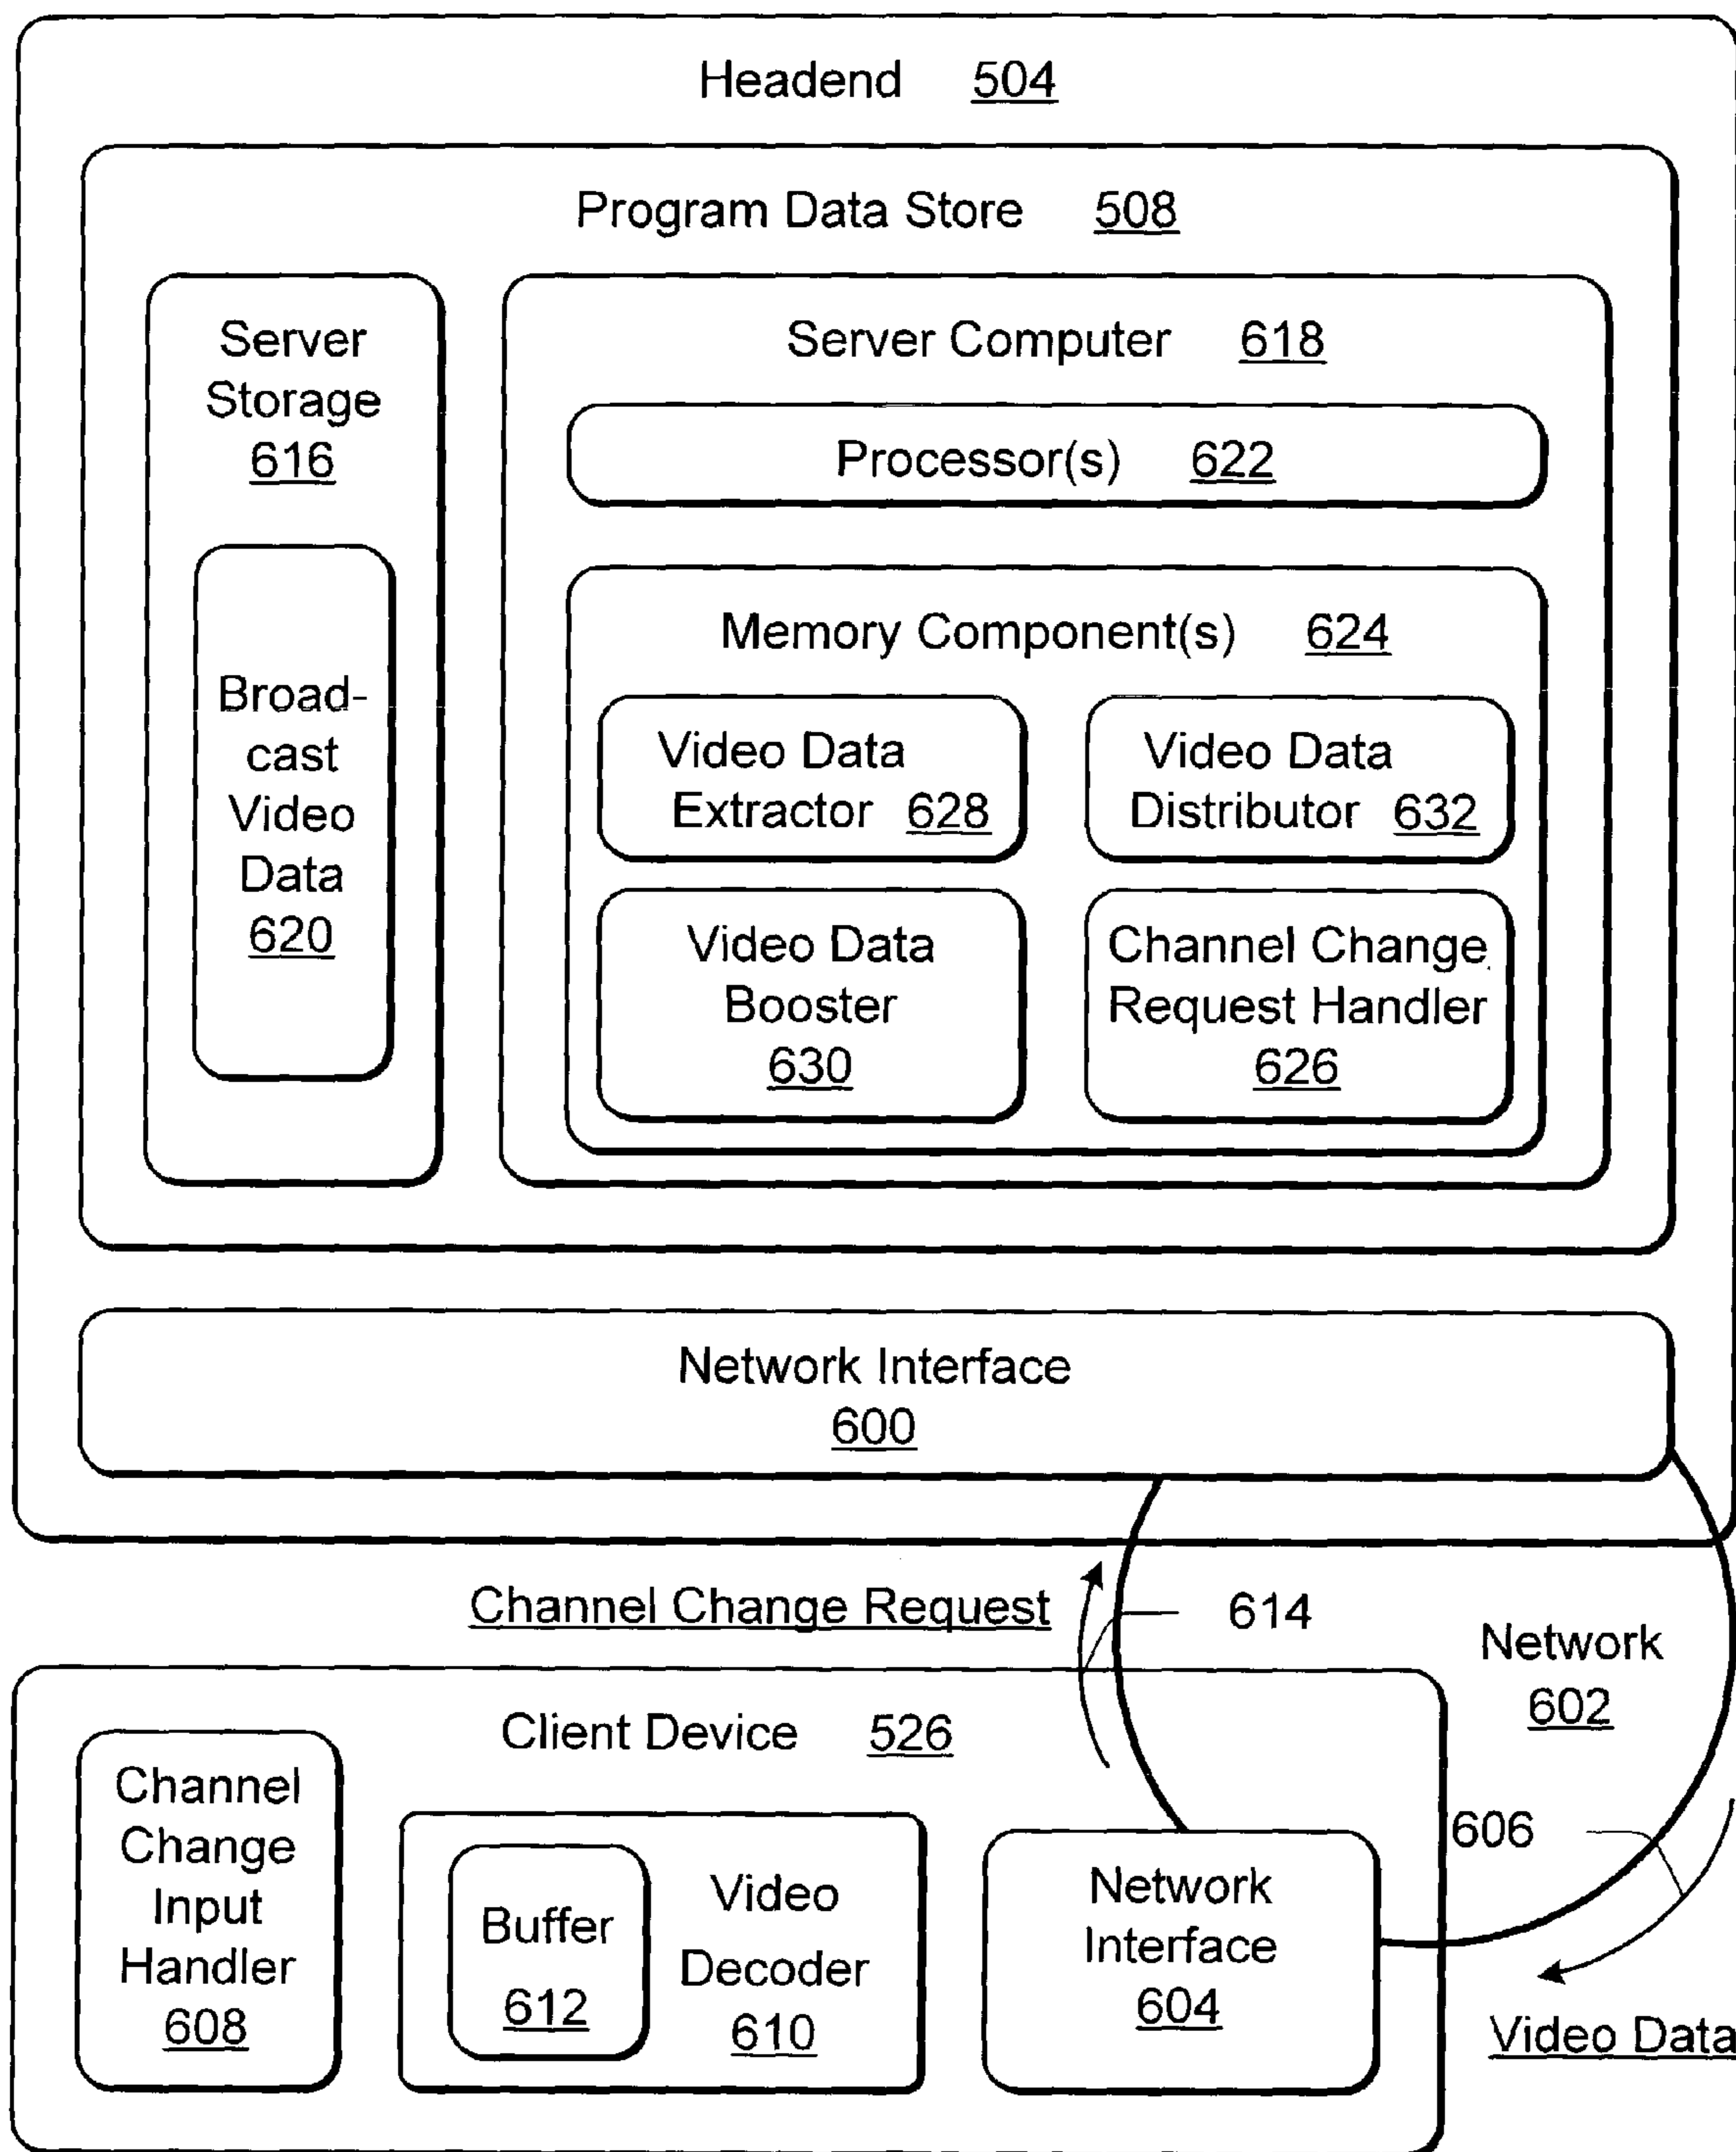 Headend 504
Program Data Store 508
Server
Storage
616
Broad-
cast
Video
Data
620
Server Computer 618
Processor(s) 622
Memory Component(s) 624
Video Data
Extractor 628
Video Data
Distributor 632
Video Data
Booster
630
Channel Change
Request Handler
626
Network Interface
600
Channel Change Request
614
Network
602
Client Device 526
Channel
Change
Input
Handler
608
Buffer
612
Video
Decoder
610
Network
Interface
604
606
Video Data